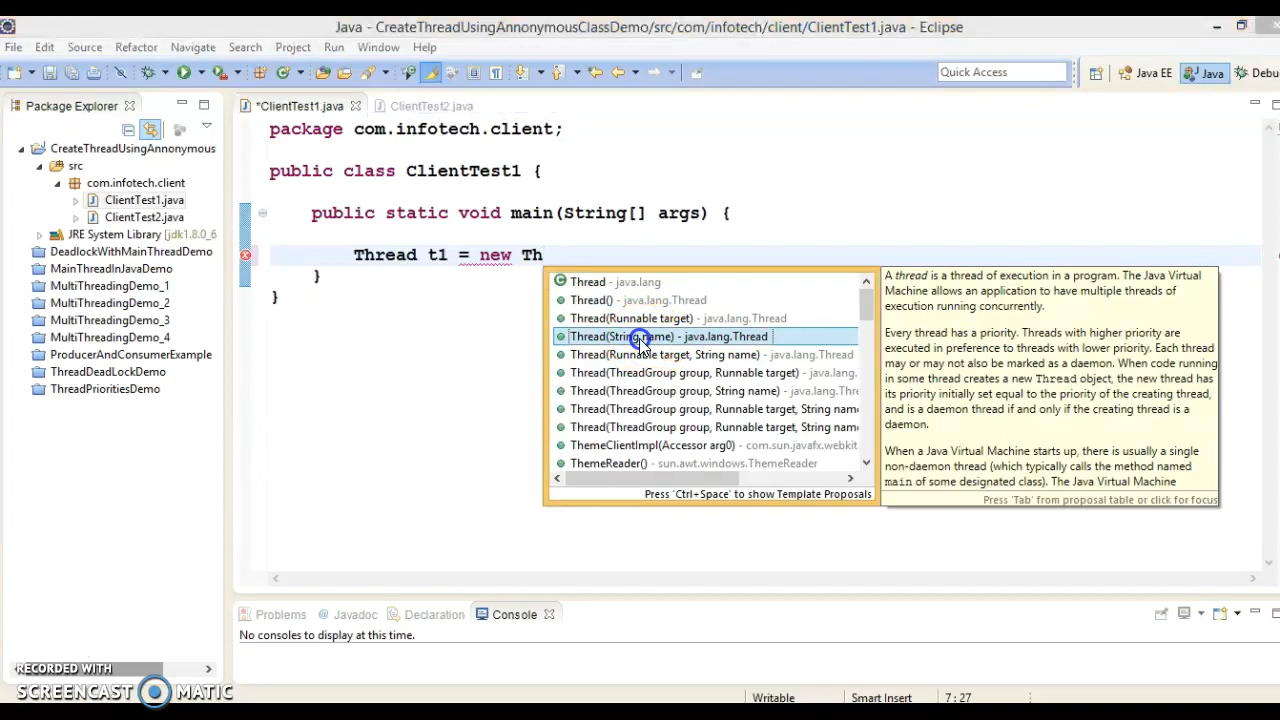 Java - CreateThreadUsingAnnonymousClassDemo/src/com/infotech/client/ClientTest1.java - Eclipse
File Edit Source Refactor Navigate Search Project Run Window Help
Quick Access
Java EE
Java
Debu
Package Explorer
*ClientTest1.java
ClientTest2.java
CreateThreadUsingAnnonymous
src
com.infotech.client
ClientTest1.java
ClientTest2.java
JRE System Library [jdk1.8.0_6
DeadlockWithMainThreadDemo
MainThreadInJavaDemo
MultiThreadingDemo_1
MultiThreadingDemo_2
MultiThreadingDemo_3
MultiThreadingDemo_4
ProducerAndConsumerExample
ThreadDeadLockDemo
ThreadPrioritiesDemo
package com.infotech.client;
public class ClientTest1 {
public static void main(String[] args) {
Thread t1 = new Th
}
}
Thread - java.lang
Thread() - java.lang.Thread
Thread(Runnable target) - java.lang.Thread
Thread(String name) - java.lang.Thread
Thread(Runnable target, String name) - java.lang.Thread
Thread(ThreadGroup group, Runnable target) - java.lang.
Thread(ThreadGroup group, String name) - java.lang.Thre
Thread(ThreadGroup group, Runnable target, String name
Thread(ThreadGroup group, Runnable target, String name
ThemeClientImpl(Accessor arg0) - com.sun.javafx.webkit
ThemeReader() - sun.awt.windows.ThemeReader
Press 'Ctrl+Space' to show Template Proposals
A thread is a thread of execution in a program. The Java Virtual
Machine allows an application to have multiple threads of
execution running concurrently.
Every thread has a priority. Threads with higher priority are
executed in preference to threads with lower priority. Each thread
may or may not also be marked as a daemon. When code running
in some thread creates a new Thread object, the new thread has
its priority initially set equal to the priority of the creating thread,
and is a daemon thread if and only if the creating thread is a
daemon.
When a Java Virtual Machine starts up, there is usually a single
non-daemon thread (which typically calls the method named
main of some designated class). The Java Virtual Machine
Press 'Tab' from proposal table or click for focus
Problems @ Javadoc Declaration Console
No consoles to display at this time.
Writable Smart Insert 7 : 27
RECORDED WITH
SCREENCAST MATIC